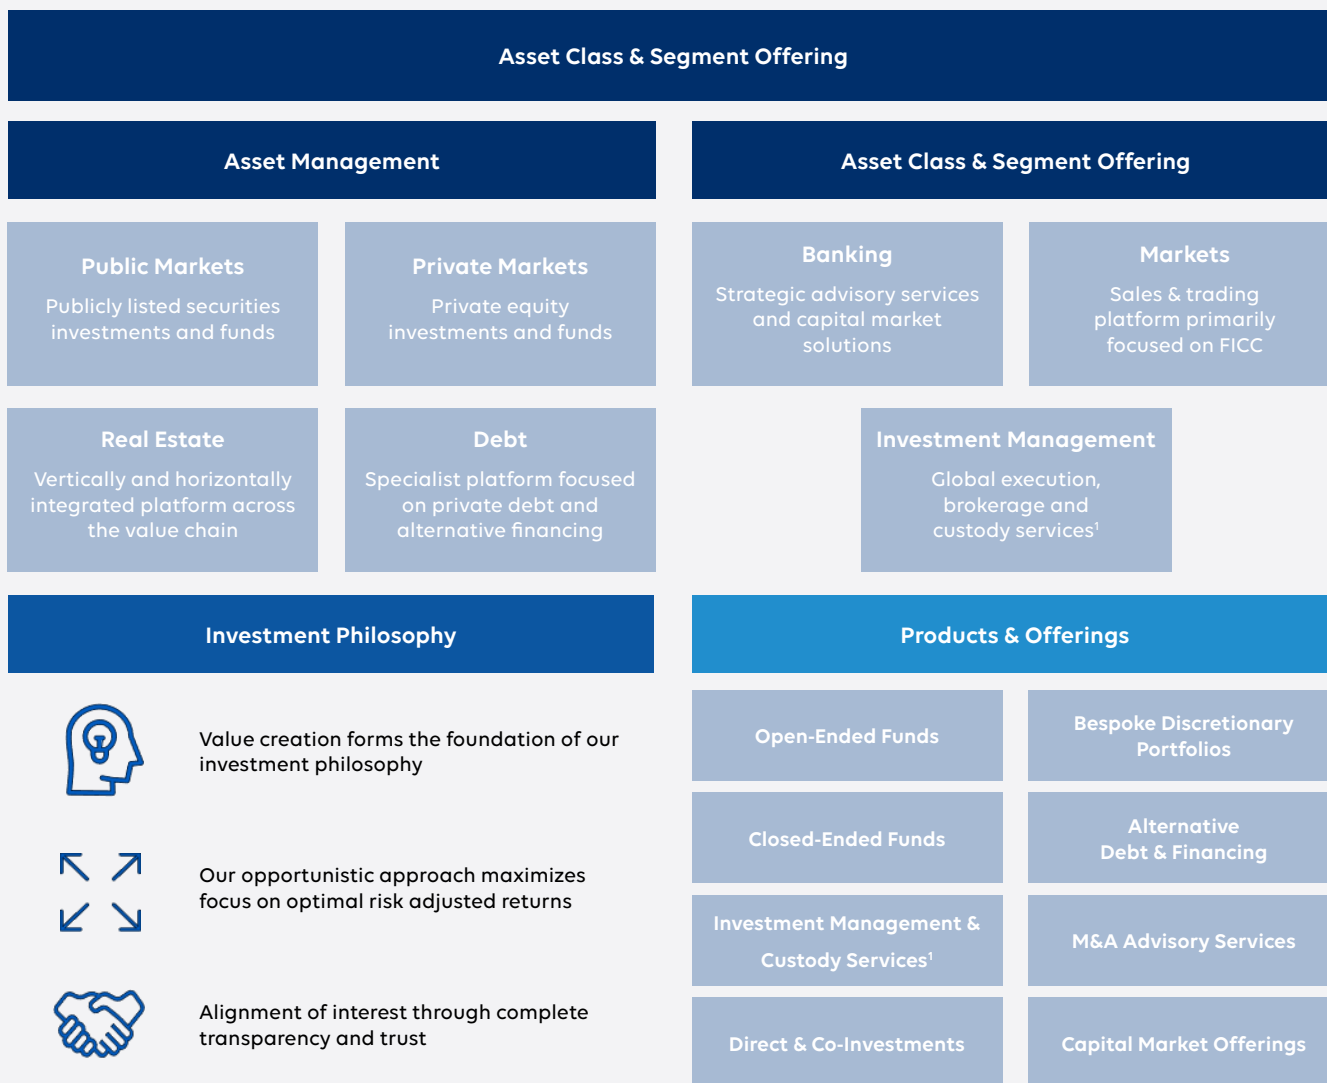 Asset Class & Segment Offering
Asset Management
Public Markets
Publicly listed securities
investments and funds
Private Markets
Private equity
investments and funds
Real Estate
Vertically and horizontally
integrated platform across
the value chain
Debt
Specialist platform focused
on private debt and
alternative financing
Asset Class & Segment Offering
Banking
Strategic advisory services
and capital market
solutions
Markets
Sales & trading
platform primarily
focused on FICC
Investment Management
Global execution,
brokerage and
custody services¹
Investment Philosophy
Value creation forms the foundation of our
investment philosophy
Our opportunistic approach maximizes
focus on optimal risk adjusted returns
Alignment of interest through complete
transparency and trust
Products & Offerings
Open-Ended Funds
Bespoke Discretionary
Portfolios
Closed-Ended Funds
Alternative
Debt & Financing
Investment Management &
Custody Services¹
M&A Advisory Services
Direct & Co-Investments
Capital Market Offerings